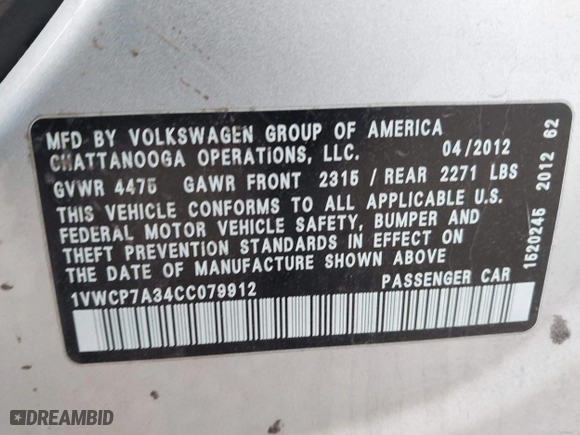 MFD BY VOLKSWAGEN GROUP OF AMERICA
CHATTANOOGA OPERATIONS, LLC. 04/2012
GVWR 4475 GAWR FRONT 2315 / REAR 2271 LBS
THIS VEHICLE CONFORMS TO ALL APPLICABLE U.S.
FEDERAL MOTOR VEHICLE SAFETY, BUMPER AND
THEFT PREVENTION STANDARDS IN EFFECT ON
THE DATE OF MANUFACTURE SHOWN ABOVE
1VWCP7A34CC079912 PASSENGER CAR
1520246 2012 62
DREAMBID